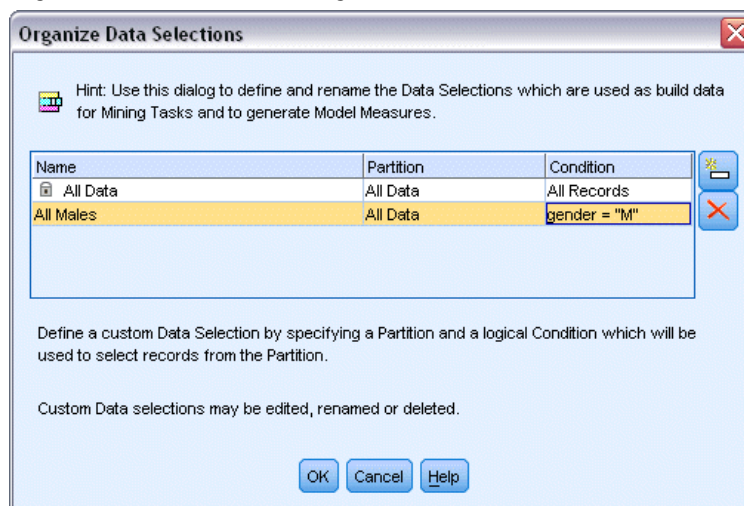 Organize Data Selections
Hint: Use this dialog to define and rename the Data Selections which are used as build data
for Mining Tasks and to generate Model Measures.
Name Partition Condition
All Data All Data All Records
All Males All Data gender = "M"
Define a custom Data Selection by specifying a Partition and a logical Condition which will be
used to select records from the Partition.
Custom Data selections may be edited, renamed or deleted.
OK Cancel Help